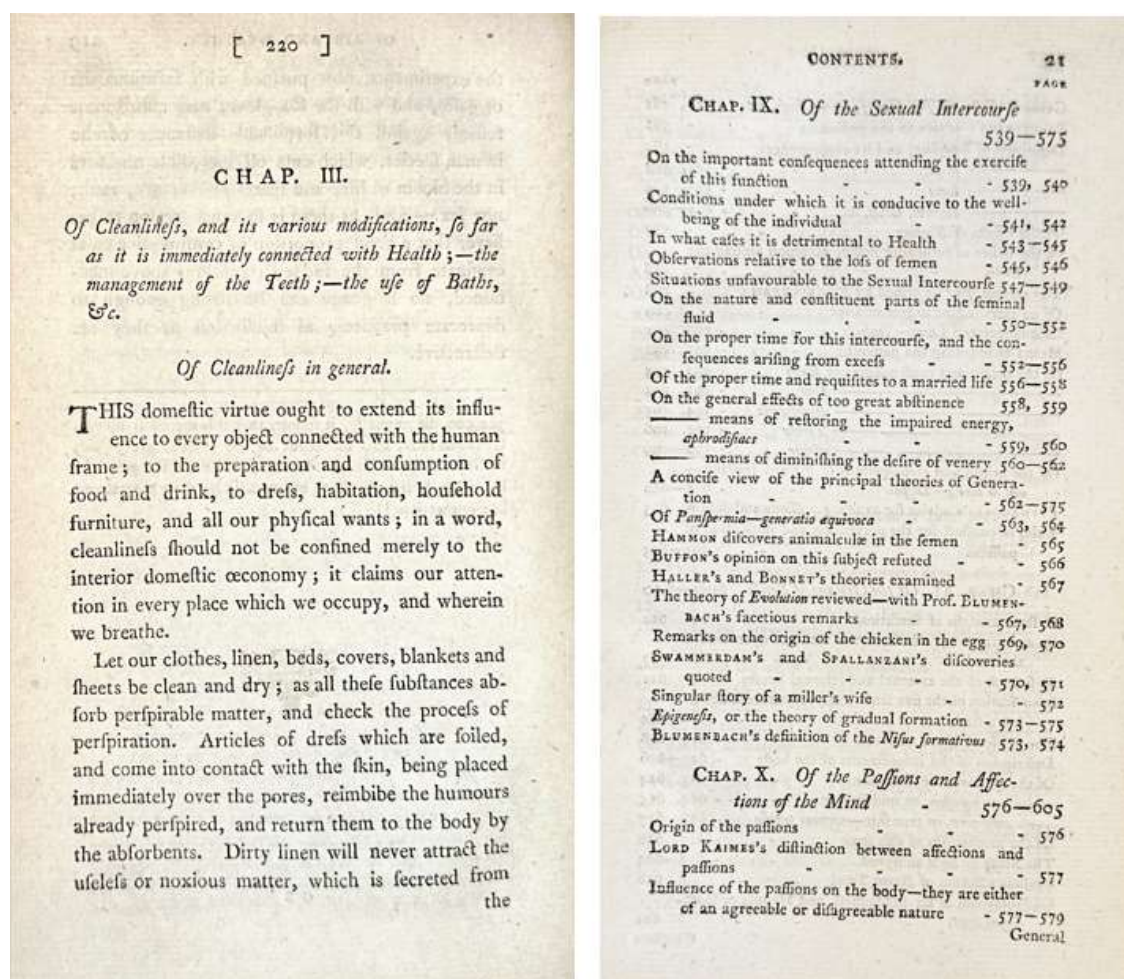 [ 220 ]
CHAP. III.
Of Cleanlineſs, and its various modifications, ſo far
as it is immediately connected with Health ;—the
management of the Teeth ;—the uſe of Baths,
&c.
Of Cleanlineſs in general.
THIS domeſtic virtue ought to extend its influ-
ence to every object connected with the human
frame ; to the preparation and conſumption of
food and drink, to dreſs, habitation, houſehold
furniture, and all our phyſical wants ; in a word,
cleanlineſs ſhould not be confined merely to the
interior domeſtic œconomy ; it claims our atten-
tion in every place which we occupy, and wherein
we breathe.
Let our clothes, linen, beds, covers, blankets and
ſheets be clean and dry ; as all theſe ſubſtances ab-
ſorb perſpirable matter, and check the proceſs of
perſpiration. Articles of dreſs which are ſoiled,
and come into contact with the ſkin, being placed
immediately over the pores, reimbibe the humours
already perſpired, and return them to the body by
the abſorbents. Dirty linen will never attract the
uſeleſs or noxious matter, which is ſecreted from
the
CONTENTS. 21
PAGE
CHAP. IX. Of the Sexual Intercourſe
539—575
On the important conſequences attending the exerciſe
of this function - - - 539, 540
Conditions under which it is conducive to the well-
being of the individual - - 541, 542
In what caſes it is detrimental to Health - 543—545
Obſervations relative to the loſs of ſemen - 545, 546
Situations unfavourable to the Sexual Intercourſe 547—549
On the nature and conſtituent parts of the ſeminal
fluid - - - - 550—552
On the proper time for this intercourſe, and the con-
ſequences ariſing from exceſs - - 552—556
Of the proper time and requiſites to a married life 556—558
On the general effects of too great abſtinence 558, 559
—— means of reſtoring the impaired energy,
aphrodiſiacs - - - 559, 560
—— means of diminiſhing the deſire of venery 560—562
A conciſe view of the principal theories of Genera-
tion - - - - 562—575
Of Panſpermia—generatio æquivoca - - 563, 564
HAMMON diſcovers animalculæ in the ſemen - 565
BUFFON'S opinion on this ſubject refuted - - 566
HALLER'S and BONNET'S theories examined - 567
The theory of Evolution reviewed—with Prof. BLUMEN-
BACH'S facetious remarks - - 567, 568
Remarks on the origin of the chicken in the egg 569, 570
SWAMMERDAM'S and SPALLANZANI'S diſcoveries
quoted - - - - 570, 571
Singular ſtory of a miller's wife - - 572
Epigeneſis, or the theory of gradual formation - 573—575
BLUMENBACH'S definition of the Niſus formativus 573, 574
CHAP. X. Of the Paſſions and Affec-
tions of the Mind - 576—605
Origin of the paſſions - - - 576
LORD KAIMES'S diſtinction between affections and
paſſions - - - - 577
Influence of the paſſions on the body—they are either
of an agreeable or diſagreeable nature - 577—579
General